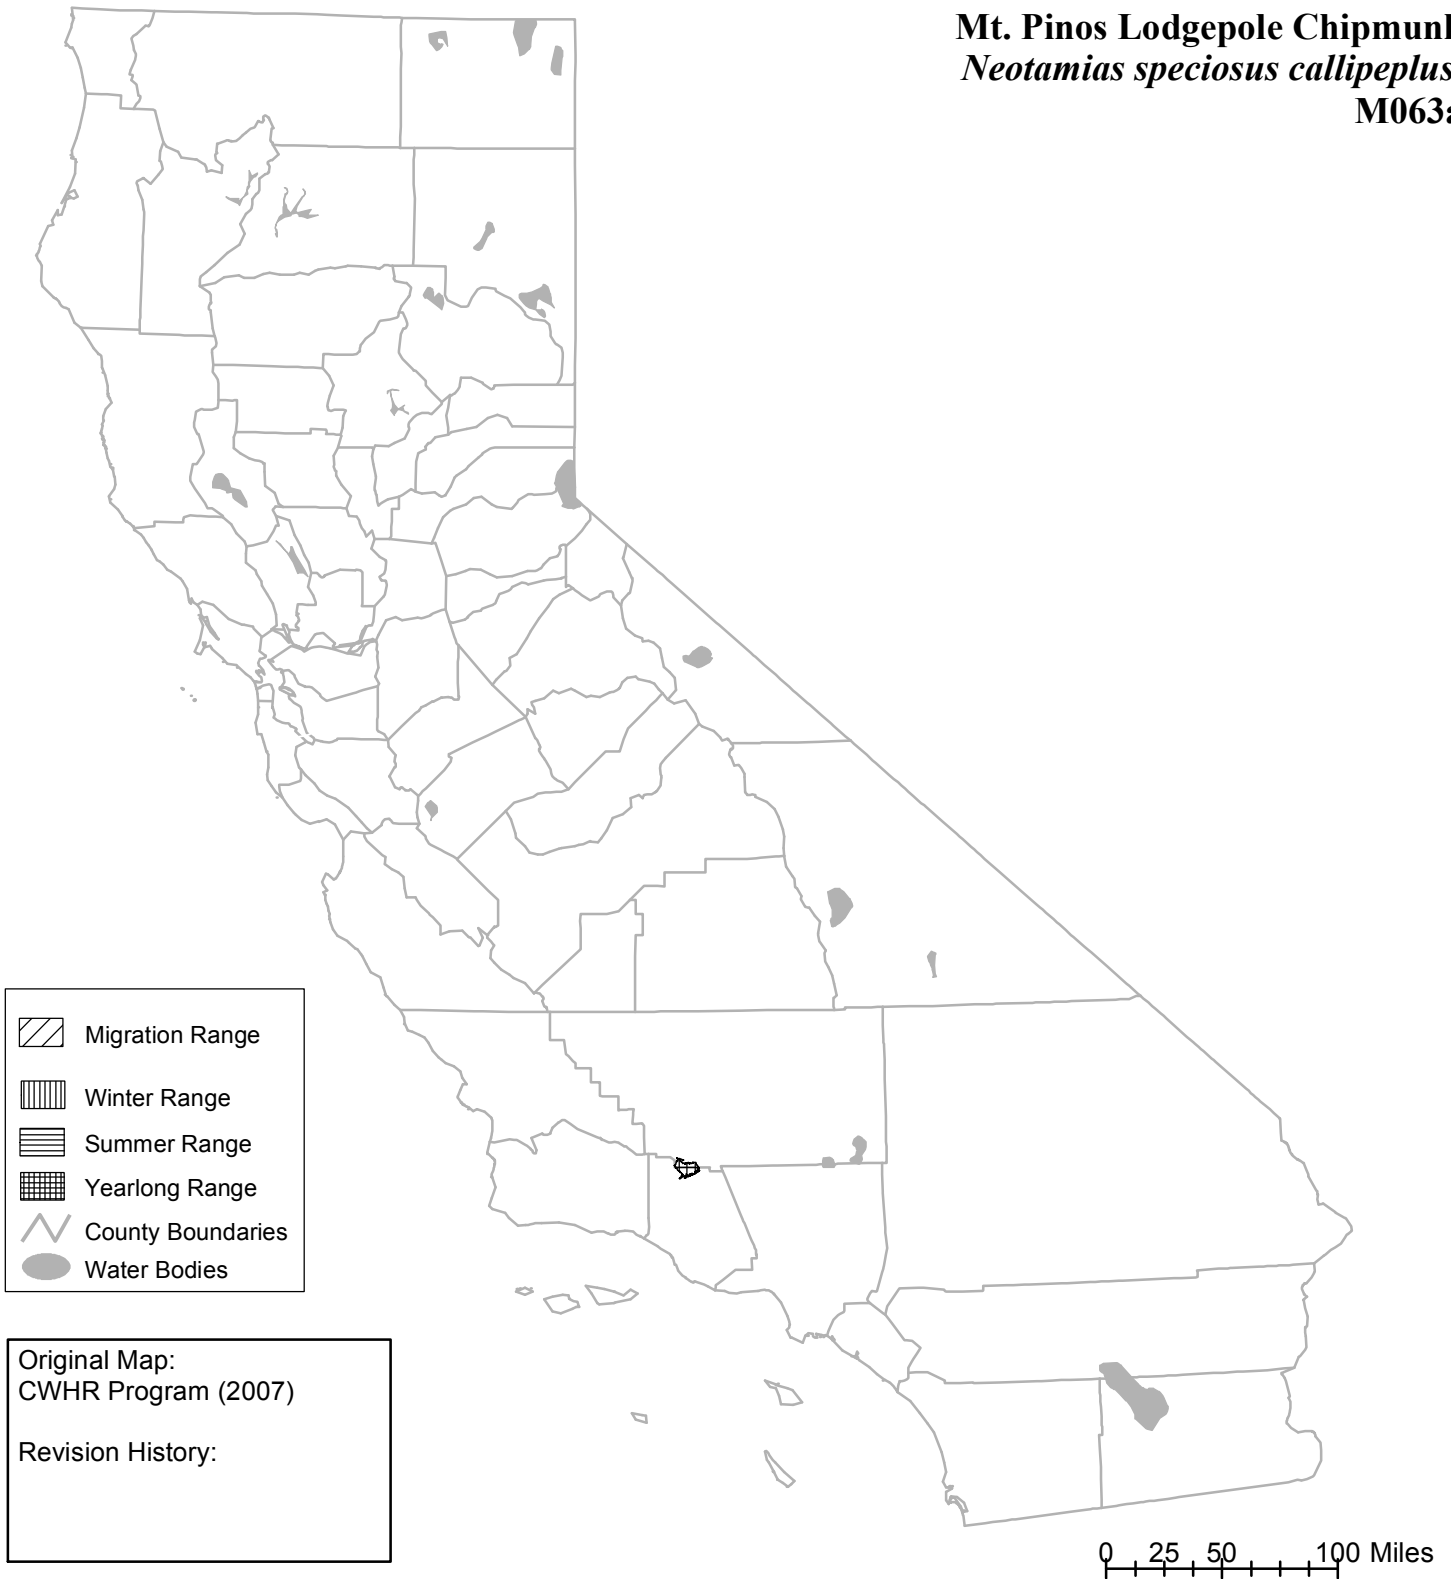 Mt. Pinos Lodgepole Chipmunk
Neotamias speciosus callipeplus
M063a
Migration Range
Winter Range
Summer Range
Yearlong Range
County Boundaries
Water Bodies
Original Map:
CWHR Program (2007)
Revision History:
0 25 50 100 Miles